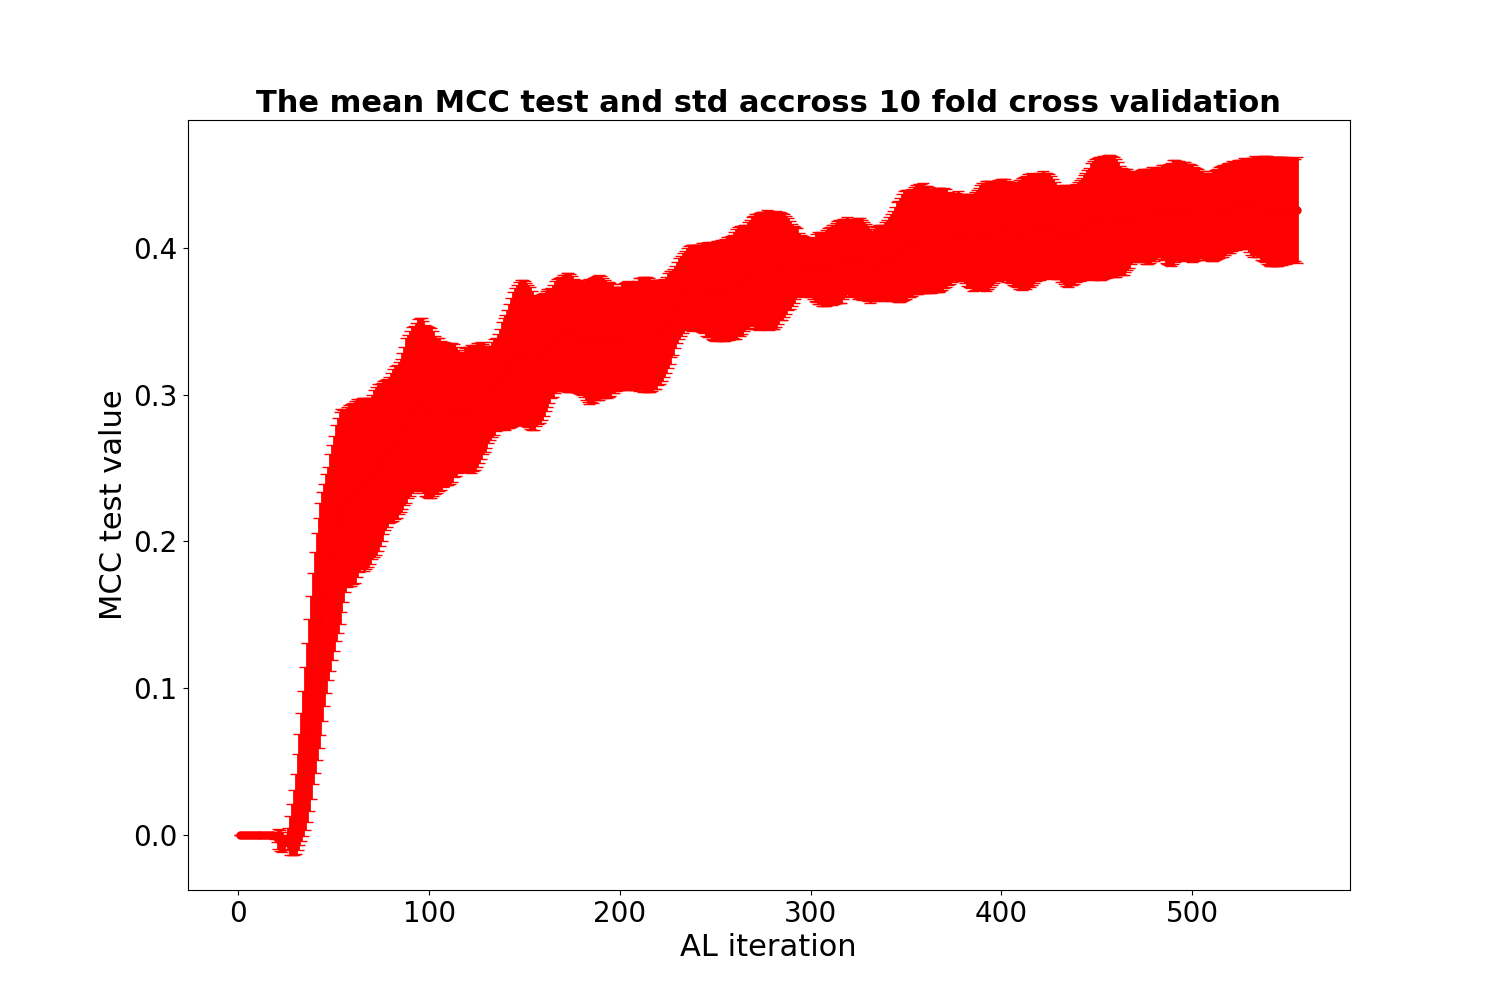 The mean MCC test and std accross 10 fold cross validation
MCC test value
0.4
0.3
0.2
0.1
0.0
0 100 200 300 400 500
AL iteration